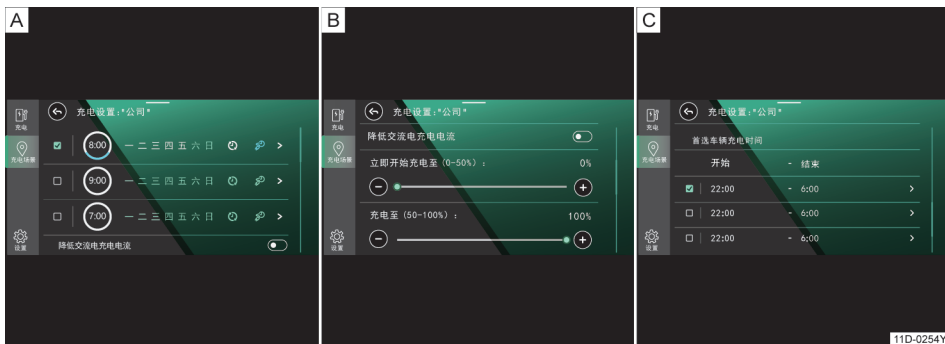 A
充电设置:"公司"
充电
充电场景
设置
8:00 一 二 三 四 五 六 日
9:00 一 二 三 四 五 六 日
7:00 一 二 三 四 五 六 日
降低交流电充电电流
B
充电设置:"公司"
充电
充电场景
设置
降低交流电充电电流
立即开始充电至(0-50%): 0%
充电至(50-100%): 100%
C
充电设置:"公司"
充电
充电场景
设置
首选车辆充电时间
开始 - 结束
22:00 - 6:00
22:00 - 6:00
22:00 - 6:00
11D-0254Y